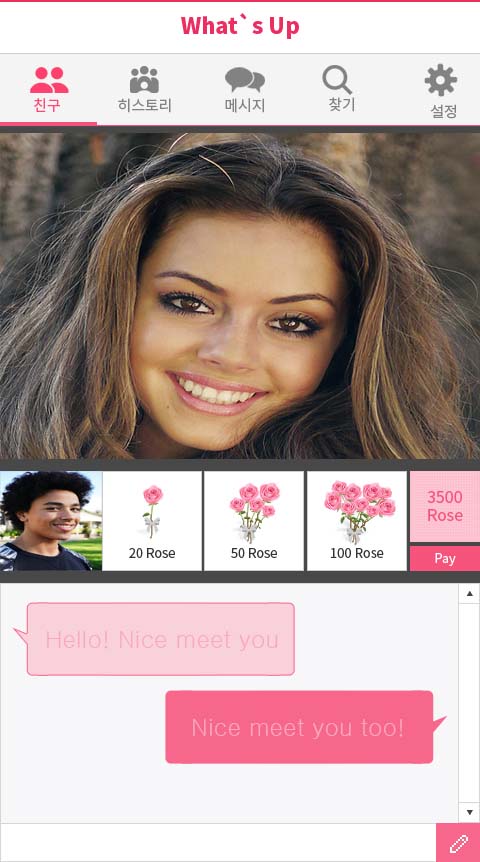 What`s Up
친구 히스토리 메시지 찾기 설정
20 Rose 50 Rose 100 Rose
3500
Rose
Pay
Hello! Nice meet you
Nice meet you too!